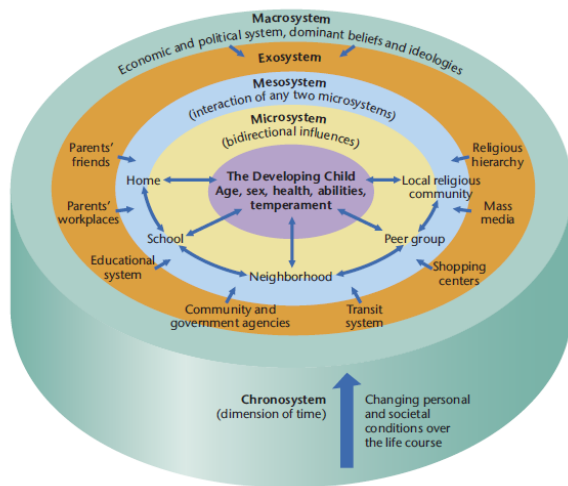 Macrosystem
Economic and political system, dominant beliefs and ideologies
Exosystem
Mesosystem
(interaction of any two microsystems)
Microsystem
(bidirectional influences)
The Developing Child
Age, sex, health, abilities,
temperament
Parents’
friends
Home
Parents’
workplaces
School
Educational
system
Neighborhood
Community and
government agencies
Transit
system
Religious
hierarchy
Local religious
community
Mass
media
Peer group
Shopping
centers
Chronosystem
(dimension of time)
Changing personal
and societal
conditions over
the life course